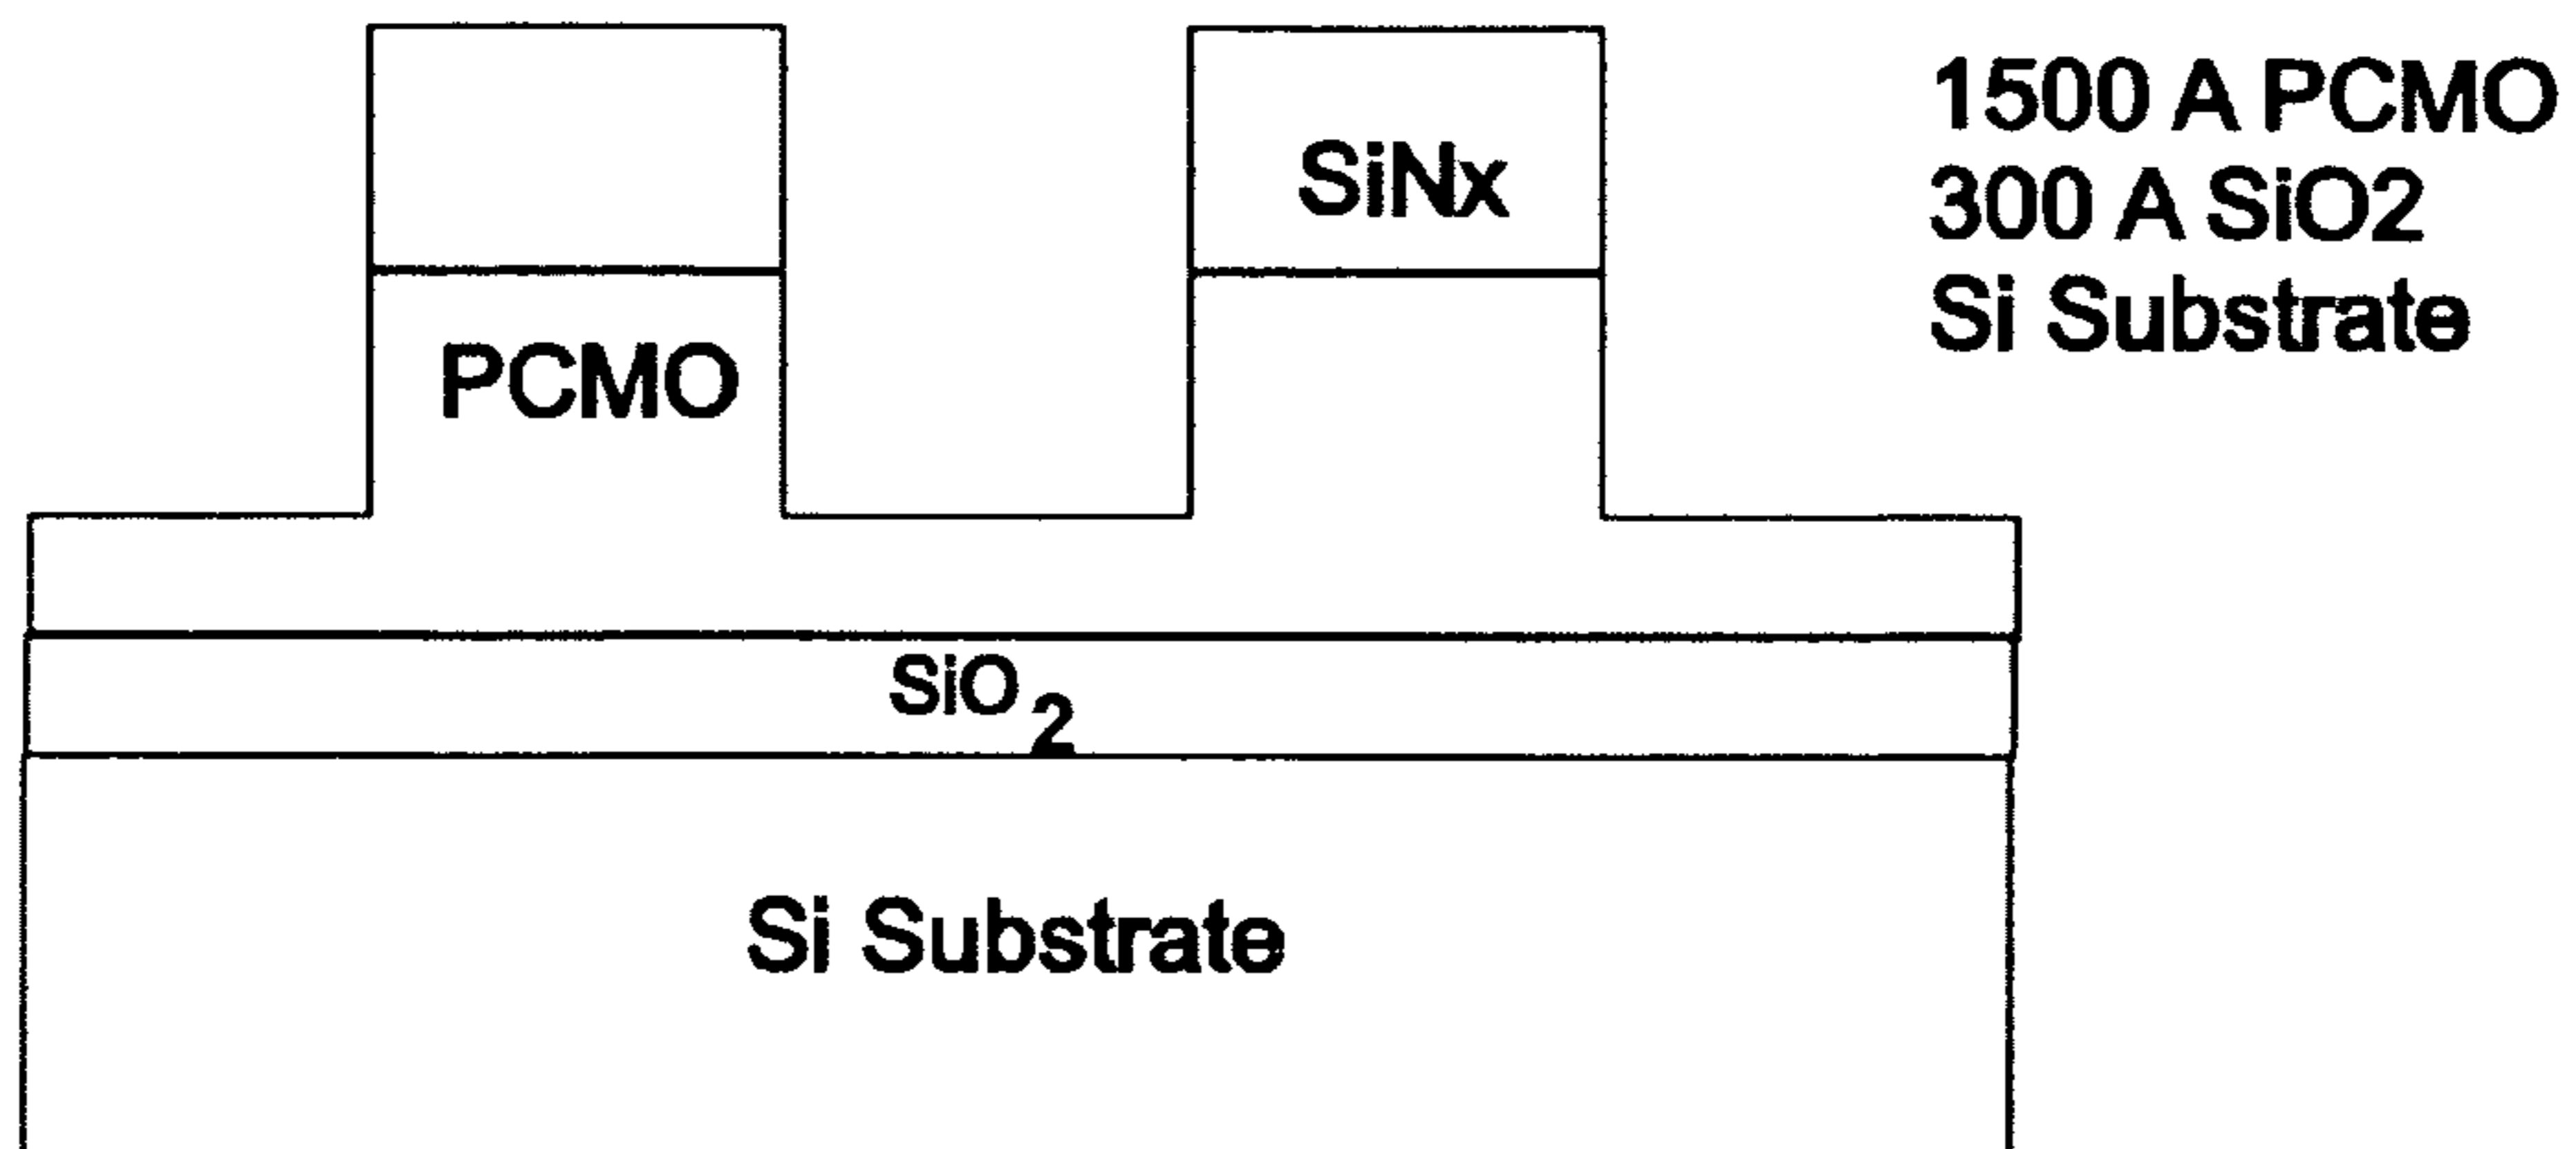 1500 A PCMO
300 A SiO2
Si Substrate
SiNx
PCMO
SiO2
Si Substrate